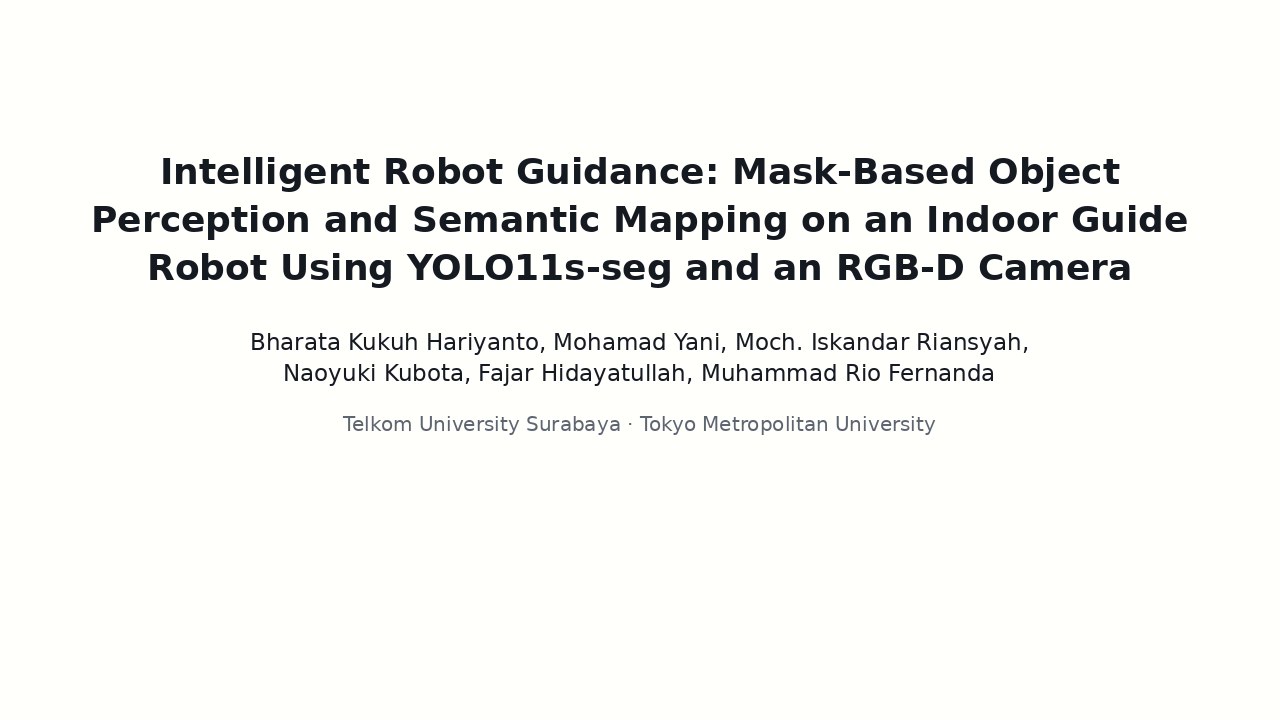 Intelligent Robot Guidance: Mask-Based Object
Perception and Semantic Mapping on an Indoor Guide
Robot Using YOLO11s-seg and an RGB-D Camera
Bharata Kukuh Hariyanto, Mohamad Yani, Moch. Iskandar Riansyah,
Naoyuki Kubota, Fajar Hidayatullah, Muhammad Rio Fernanda
Telkom University Surabaya · Tokyo Metropolitan University